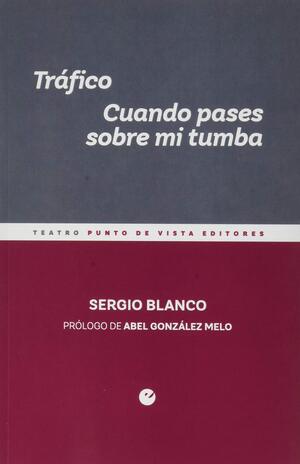 Tráfico
Cuando pases
sobre mi tumba
TEATRO PUNTO DE VISTA EDITORES
SERGIO BLANCO
PRÓLOGO DE ABEL GONZÁLEZ MELO